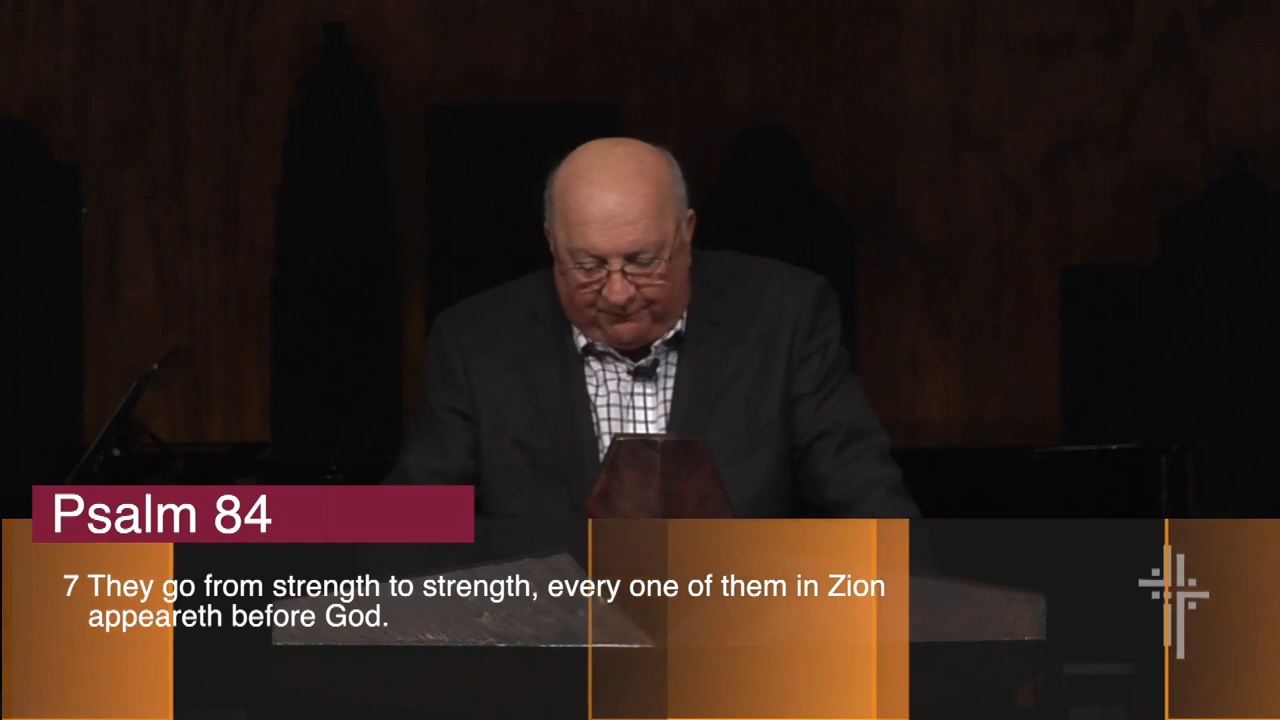 Psalm 84
7 They go from strength to strength, every one of them in Zion
appeareth before God.